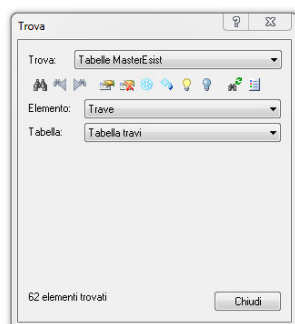 Trova
Trova: Tabelle MasterEsist
Elemento: Trave
Tabella: Tabella travi
62 elementi trovati
Chiudi